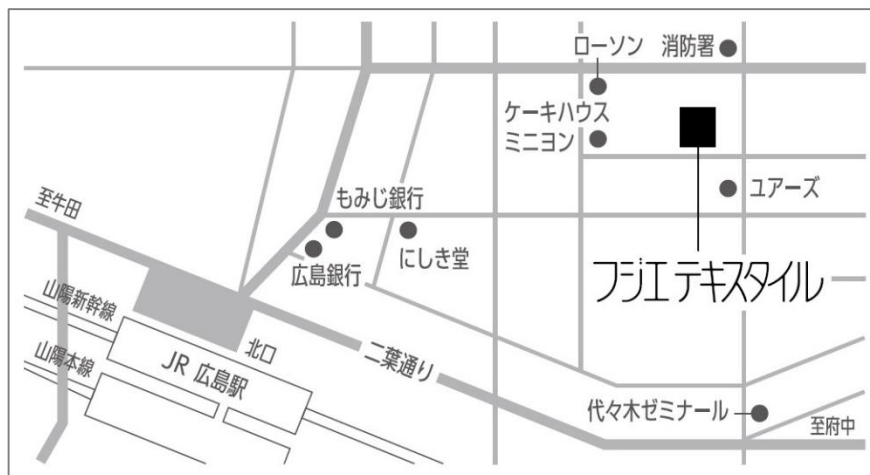 ローソン
消防署
ケーキハウス
ミニヨン
ユアーズ
もみじ銀行
至牛田
広島銀行
にしき堂
フジエ テキスタイル
山陽新幹線
北口
山陽本線
JR 広島駅
二葉通り
代々木ゼミナール
至府中